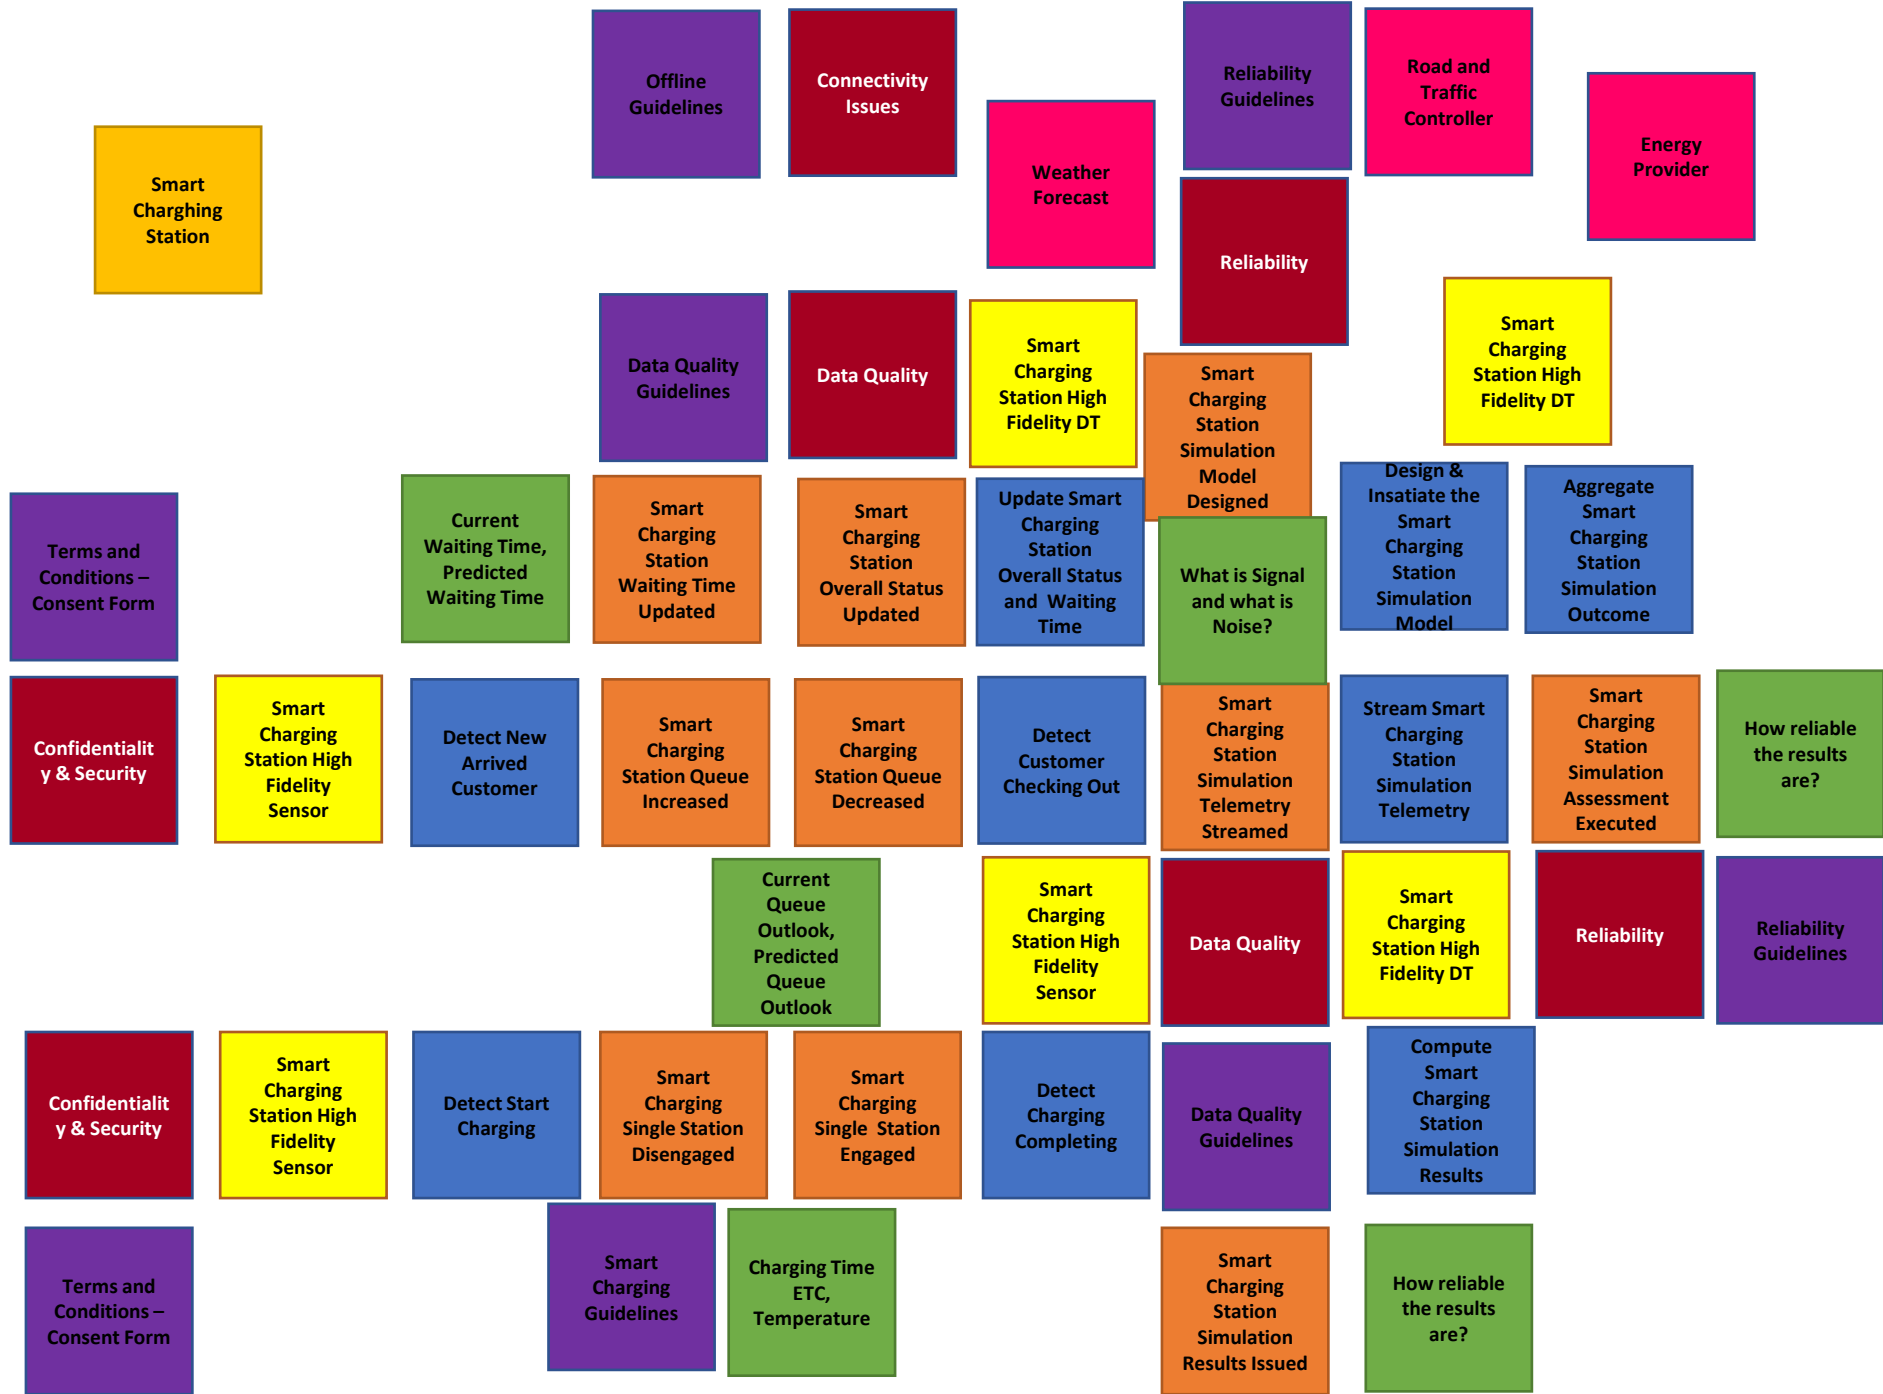 Offline
Guidelines
Connectivity
Issues
Reliability
Guidelines
Road and
Traffic
Controller
Energy
Provider
Weather
Forecast
Smart
Charghing
Station
Reliability
Data Quality
Guidelines
Data Quality
Smart
Charging
Station High
Fidelity DT
Smart
Charging
Station
Simulation
Model
Designed
Smart
Charging
Station High
Fidelity DT
Terms and
Conditions –
Consent Form
Current
Waiting Time,
Predicted
Waiting Time
Smart
Charging
Station
Waiting Time
Updated
Smart
Charging
Station
Overall Status
Updated
Update Smart
Charging
Station
Overall Status
and Waiting
Time
What is Signal
and what is
Noise?
Design &
Insatiate the
Smart
Charging
Station
Simulation
Model
Aggregate
Smart
Charging
Station
Simulation
Outcome
Confidentialit
y & Security
Smart
Charging
Station High
Fidelity
Sensor
Detect New
Arrived
Customer
Smart
Charging
Station Queue
Increased
Smart
Charging
Station Queue
Decreased
Detect
Customer
Checking Out
Smart
Charging
Station
Simulation
Telemetry
Streamed
Stream Smart
Charging
Station
Simulation
Telemetry
Smart
Charging
Station
Simulation
Assessment
Executed
How reliable
the results
are?
Current
Queue
Outlook,
Predicted
Queue
Outlook
Smart
Charging
Station High
Fidelity
Sensor
Data Quality
Smart
Charging
Station High
Fidelity DT
Reliability
Reliability
Guidelines
Confidentialit
y & Security
Smart
Charging
Station High
Fidelity
Sensor
Detect Start
Charging
Smart
Charging
Single Station
Disengaged
Smart
Charging
Single Station
Engaged
Detect
Charging
Completing
Data Quality
Guidelines
Compute
Smart
Charging
Station
Simulation
Results
Terms and
Conditions –
Consent Form
Smart
Charging
Guidelines
Charging Time
ETC,
Temperature
Smart
Charging
Station
Simulation
Results Issued
How reliable
the results
are?